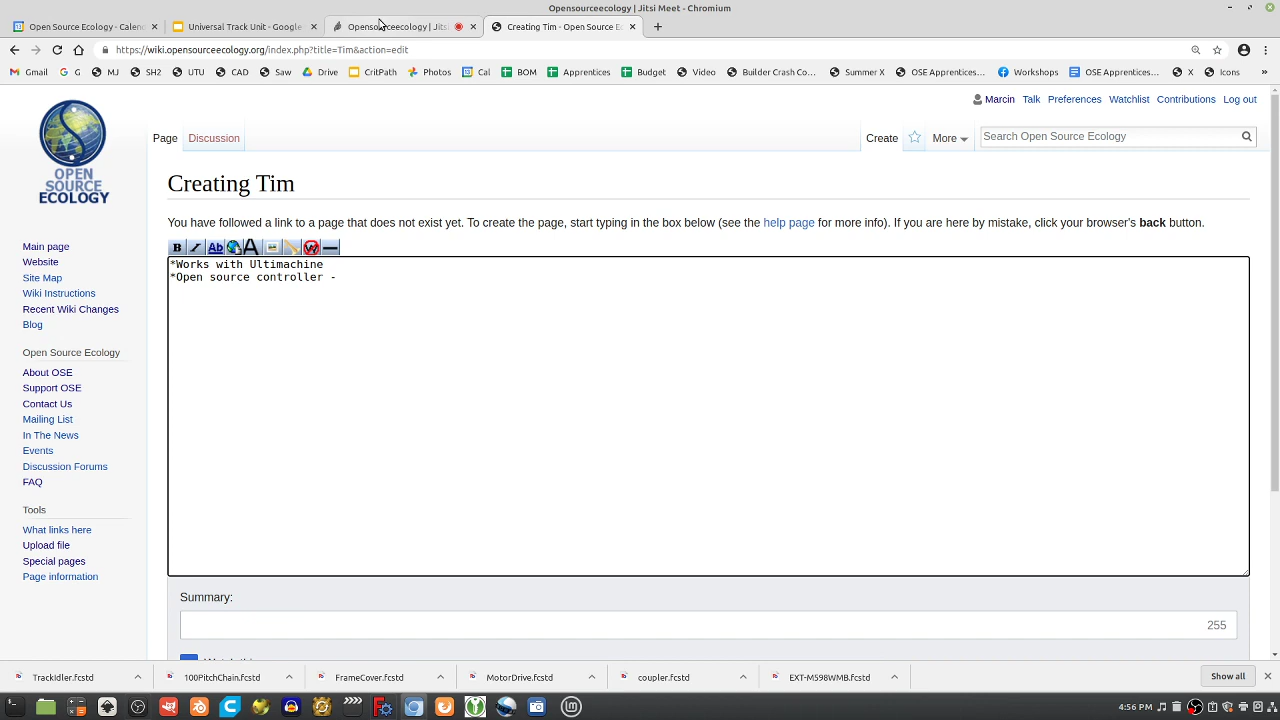 Opensourceecology | Jitsi Meet - Chromium
Open Source Ecology - Calen
Universal Track Unit - Google
Opensourceecology | Jitsi
Creating Tim - Open Source E
https://wiki.opensourceecology.org/index.php?title=Tim&action=edit
Gmail G MJ SH2 UTU CAD Saw Drive CritPath Photos Cal BOM Apprentices Budget Video Builder Crash Co... Summer X OSE Apprentices... Workshops OSE Apprentices... X Icons »
Marcin Talk Preferences Watchlist Contributions Log out
Page Discussion Create More Search Open Source Ecology
OPEN
SOURCE
ECOLOGY
Creating Tim
You have followed a link to a page that does not exist yet. To create the page, start typing in the box below (see the help page for more info). If you are here by mistake, click your browser's back button.
B I Ab A W
*Works with Ultimachine
*Open source controller -
Main page
Website
Site Map
Wiki Instructions
Recent Wiki Changes
Blog
Open Source Ecology
About OSE
Support OSE
Contact Us
Mailing List
In The News
Events
Discussion Forums
FAQ
Tools
What links here
Upload file
Special pages
Page information
Summary:
255
TrackIdler.fcstd 100PitchChain.fcstd FrameCover.fcstd MotorDrive.fcstd coupler.fcstd EXT-M598WMB.fcstd Show all
4:56 PM